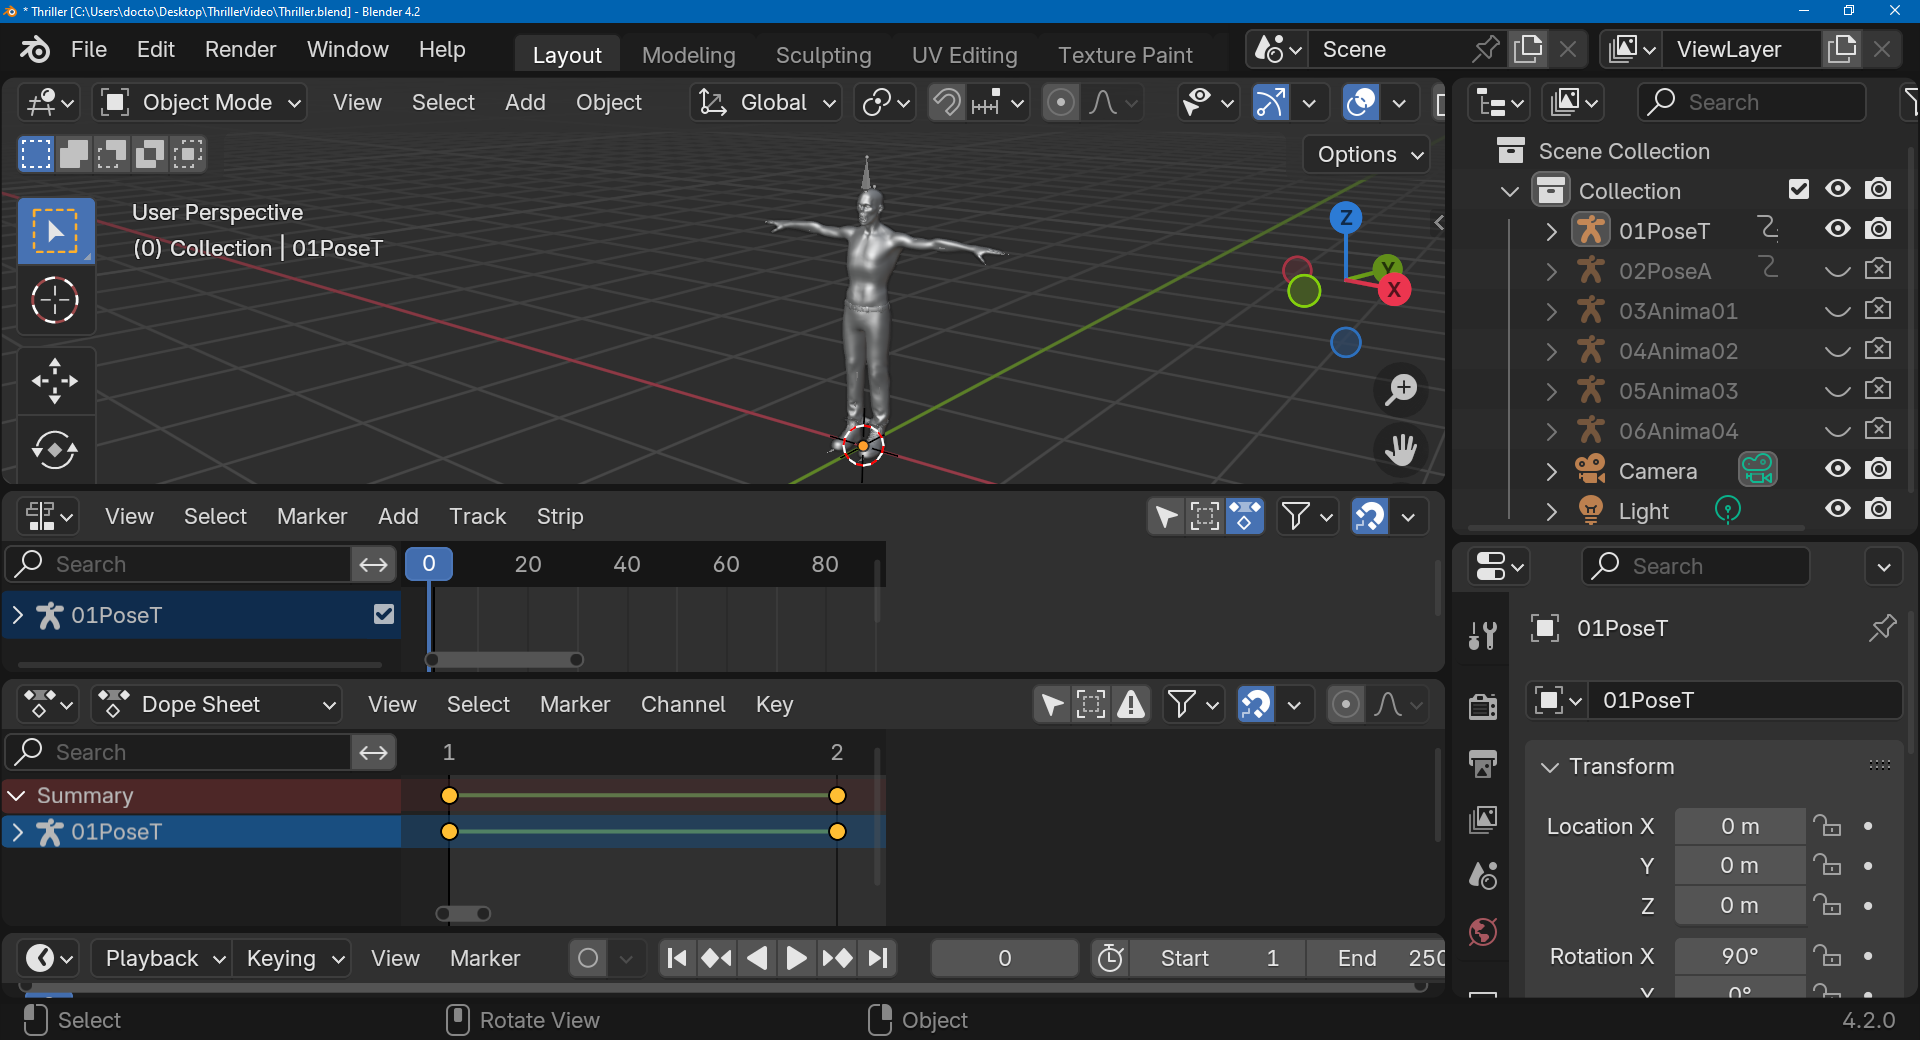 * Thriller [C:\Users\docto\Desktop\ThrillerVideo\Thriller.blend] - Blender 4.2
File Edit Render Window Help Layout Modeling Sculpting UV Editing Texture Paint Scene ViewLayer
Object Mode View Select Add Object Global Search
Options
User Perspective
(0) Collection | 01PoseT
Z
Y
X
Scene Collection
Collection
01PoseT
02PoseA
03Anima01
04Anima02
05Anima03
06Anima04
Camera
Light
View Select Marker Add Track Strip
Search 0 20 40 60 80
01PoseT
Dope Sheet View Select Marker Channel Key
Search 1 2
Summary
01PoseT
Playback Keying View Marker 0 Start 1 End 250
Search
01PoseT
01PoseT
Transform
Location X 0 m
Y 0 m
Z 0 m
Rotation X 90°
Y 0°
Select Rotate View Object 4.2.0